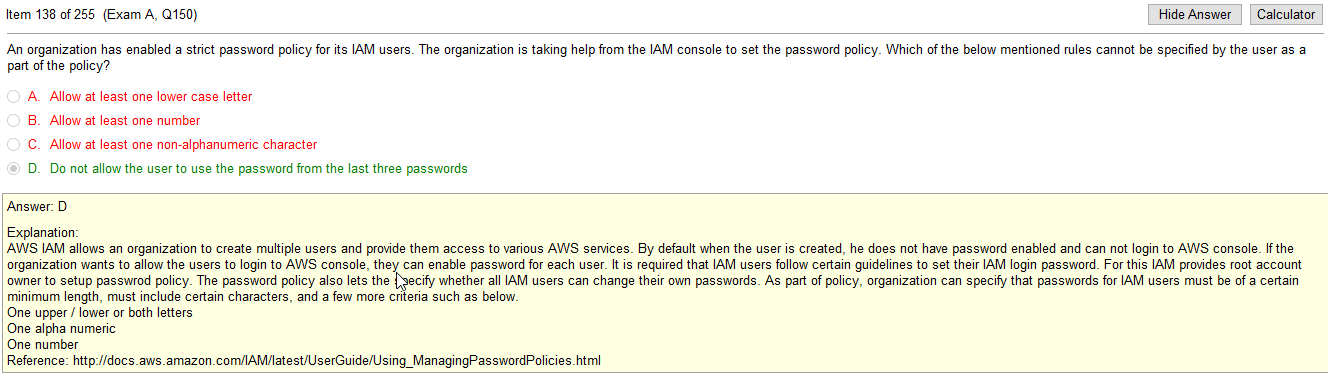 Item 138 of 255 (Exam A, Q150)
Hide Answer
Calculator
An organization has enabled a strict password policy for its IAM users. The organization is taking help from the IAM console to set the password policy. Which of the below mentioned rules cannot be specified by the user as a
part of the policy?
A. Allow at least one lower case letter
B. Allow at least one number
C. Allow at least one non-alphanumeric character
D. Do not allow the user to use the password from the last three passwords
Answer: D
Explanation:
AWS IAM allows an organization to create multiple users and provide them access to various AWS services. By default when the user is created, he does not have password enabled and can not login to AWS console. If the
organization wants to allow the users to login to AWS console, they can enable password for each user. It is required that IAM users follow certain guidelines to set their IAM login password. For this IAM provides root account
owner to setup passwrod policy. The password policy also lets the specify whether all IAM users can change their own passwords. As part of policy, organization can specify that passwords for IAM users must be of a certain
minimum length, must include certain characters, and a few more criteria such as below.
One upper / lower or both letters
One alpha numeric
One number
Reference: http://docs.aws.amazon.com/IAM/latest/UserGuide/Using_ManagingPasswordPolicies.html